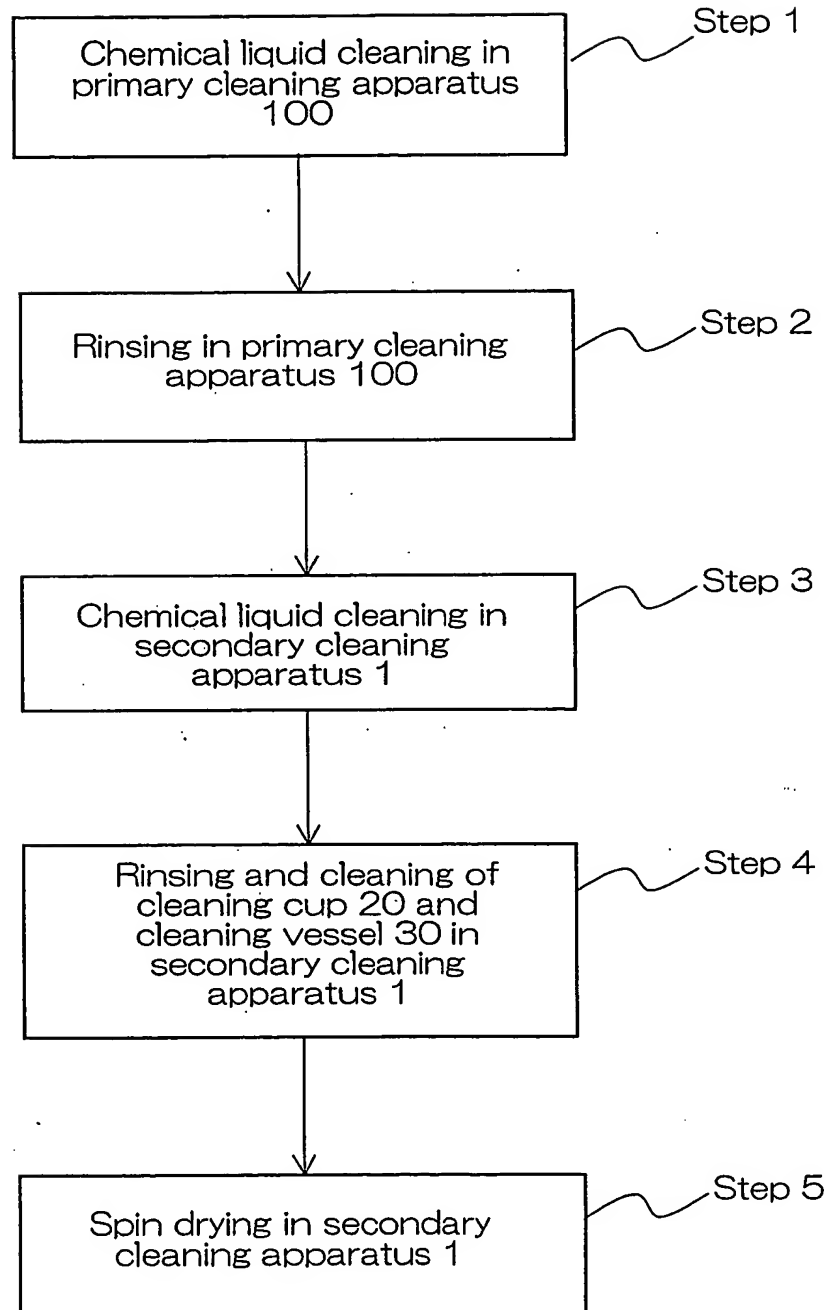 Step 1
Chemical liquid cleaning in
primary cleaning apparatus
100
Step 2
Rinsing in primary cleaning
apparatus 100
Step 3
Chemical liquid cleaning in
secondary cleaning
apparatus 1
Step 4
Rinsing and cleaning of
cleaning cup 20 and
cleaning vessel 30 in
secondary cleaning
apparatus 1
Step 5
Spin drying in secondary
cleaning apparatus 1